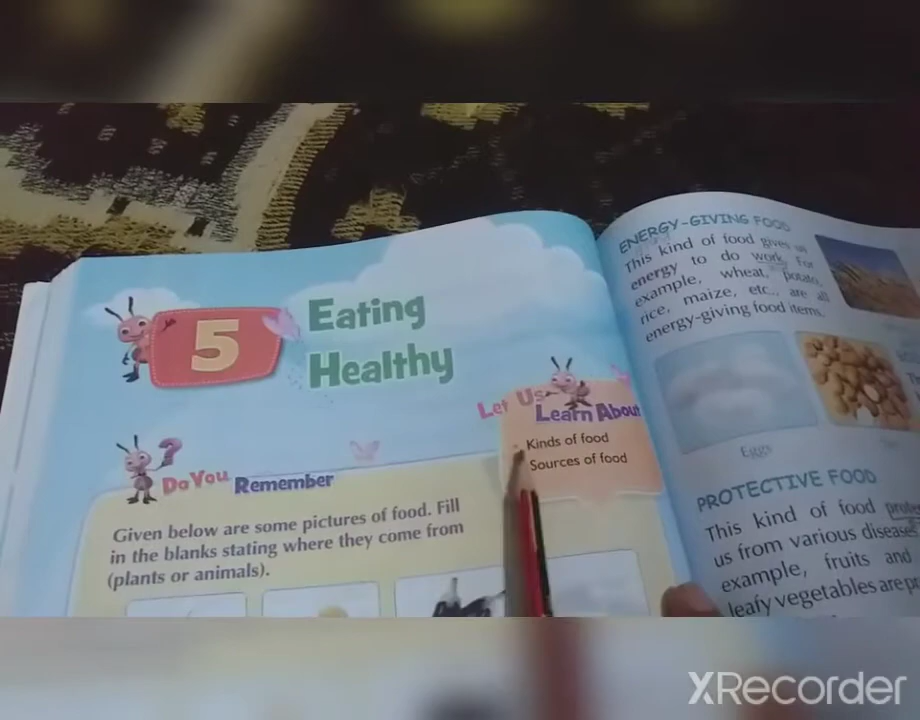 5
Eating
Healthy
Let Us
Learn About
Kinds of food
Sources of food
Do You Remember
Given below are some pictures of food. Fill
in the blanks stating where they come from
(plants or animals).
ENERGY-GIVING FOOD
This kind of food gives us
energy to do work. For
example, wheat, potato,
rice, maize, etc., are all
energy-giving food items.
Eggs
PROTECTIVE FOOD
This kind of food
us from various diseases
example, fruits and
leafy vegetables are
XRecorder